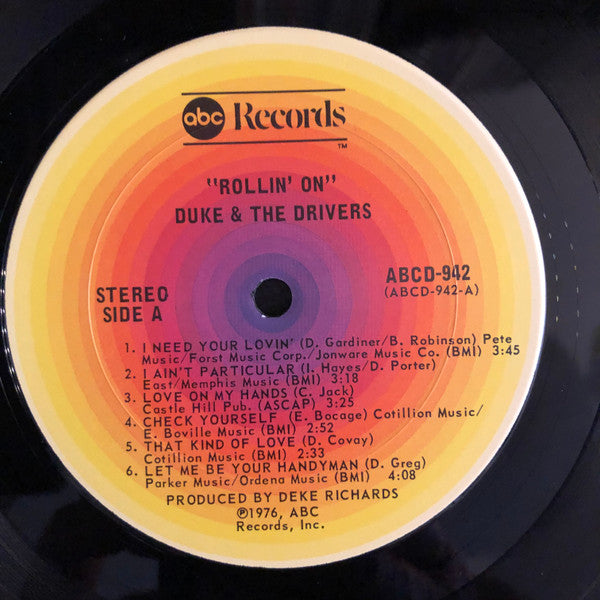 abc Records
TM
"ROLLIN' ON"
DUKE & THE DRIVERS
STEREO
SIDE A
ABCD-942
(ABCD-942-A)
1. I NEED YOUR LOVIN' (D. Gardiner/B. Robinson) Pete
Music/Forst Music Corp./Jonware Music Co. (BMI) 3:45
2. I AIN'T PARTICULAR (I. Hayes/D. Porter)
East/Memphis Music (BMI) 3:18
3. LOVE ON MY HANDS (C. Jack)
Castle Hill Pub. (ASCAP) 3:25
4. CHECK YOURSELF (E. Bocage) Cotillion Music/
E. Boville Music (BMI) 2:52
5. THAT KIND OF LOVE (D. Covay)
Cotillion Music (BMI) 2:33
6. LET ME BE YOUR HANDYMAN (D. Greg)
Parker Music/Ordena Music (BMI) 4:08
PRODUCED BY DEKE RICHARDS
℗1976, ABC
Records, Inc.